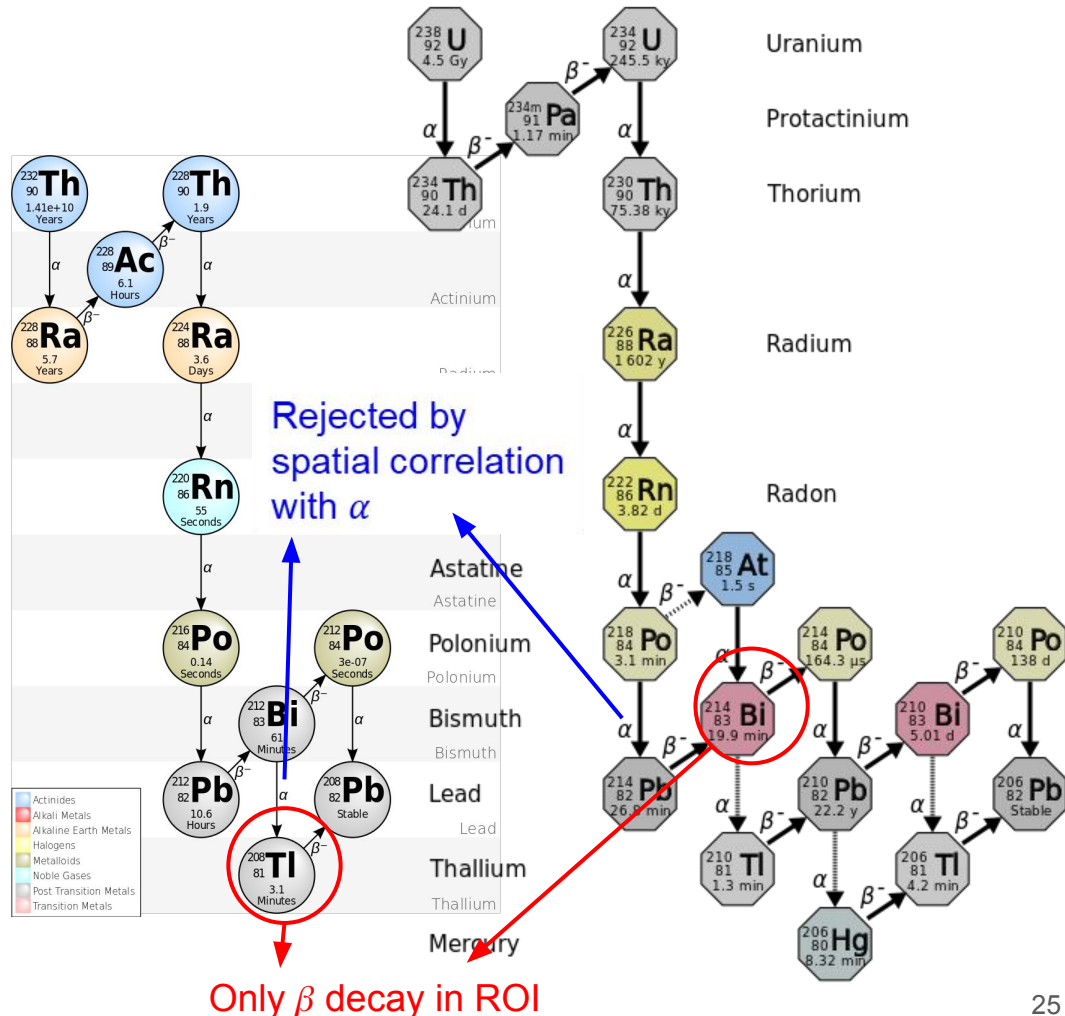 238
92 U
4.5 Gy
234
92 U
245.5 ky
Uranium
β⁻
234m
91 Pa
1.17 min
Protactinium
α
β⁻
α
232
90 Th
1.41e+10
Years
228
90 Th
1.9
Years
234
90 Th
24.1 d
230
90 Th
75.38 ky
Thorium
β⁻
228
89 Ac
6.1
Hours
α
α
α
Actinium
β⁻
228
88 Ra
5.7
Years
224
88 Ra
3.6
Days
226
88 Ra
1 602 y
Radium
Radium
α
α
Rejected by
spatial correlation
with α
220
86 Rn
55
Seconds
222
86 Rn
3.82 d
Radon
α
α
Astatine
Astatine
218
85 At
1.5 s
β⁻
216
84 Po
0.14
Seconds
212
84 Po
3e-07
Seconds
Polonium
Polonium
218
84 Po
3.1 min
214
84 Po
164.3 µs
210
84 Po
138 d
α
β⁻
α
α
α
β⁻
α
β⁻
α
212
83 Bi
61
Minutes
Bismuth
Bismuth
214
83 Bi
19.9 min
210
83 Bi
5.01 d
β⁻
β⁻
β⁻
212
82 Pb
10.6
Hours
208
82 Pb
Stable
Lead
Lead
214
82 Pb
26.8 min
210
82 Pb
22.2 y
206
82 Pb
Stable
α
α
β⁻
α
β⁻
β⁻
208
81 Tl
3.1
Minutes
Thallium
Thallium
210
81 Tl
1.3 min
206
81 Tl
4.2 min
α
β⁻
206
80 Hg
8.32 min
Mercury
Actinides
Alkali Metals
Alkaline Earth Metals
Halogens
Metalloids
Noble Gases
Post Transition Metals
Transition Metals
Only β decay in ROI
25